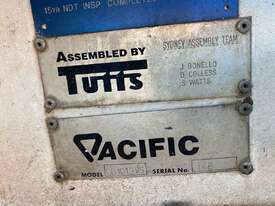 15YR NDT INSP COMPLETED
ASSEMBLED BY
Tutts
SYDNEY ASSEMBLY TEAM
J BONELLO
D COLLESS
S WATTS
PACIFIC
MODEL
SERIAL No.